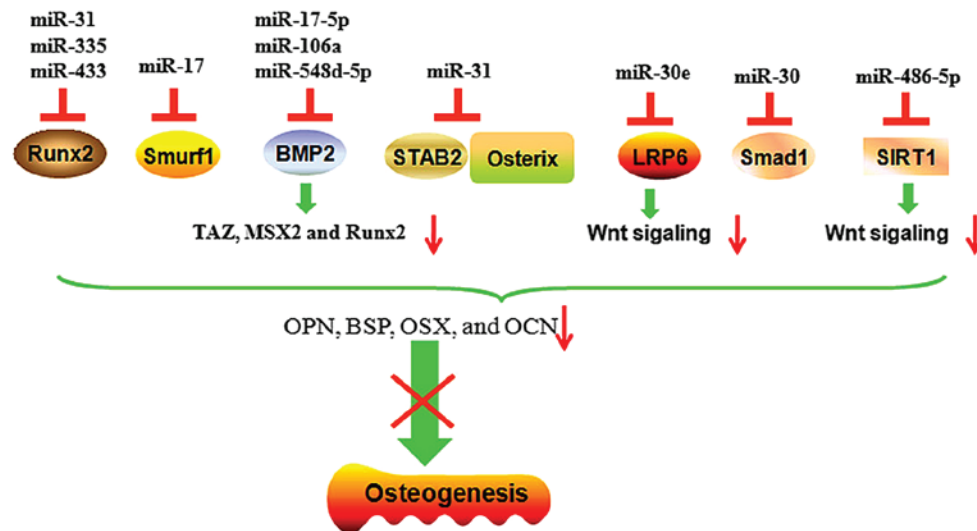 miR-31
miR-335
miR-433
miR-17
miR-17-5p
miR-106a
miR-548d-5p
miR-31
miR-30e
miR-30
miR-486-5p
Runx2
Smurf1
BMP2
STAB2
Osterix
LRP6
Smad1
SIRT1
TAZ, MSX2 and Runx2
Wnt sigaling
Wnt sigaling
OPN, BSP, OSX, and OCN
Osteogenesis